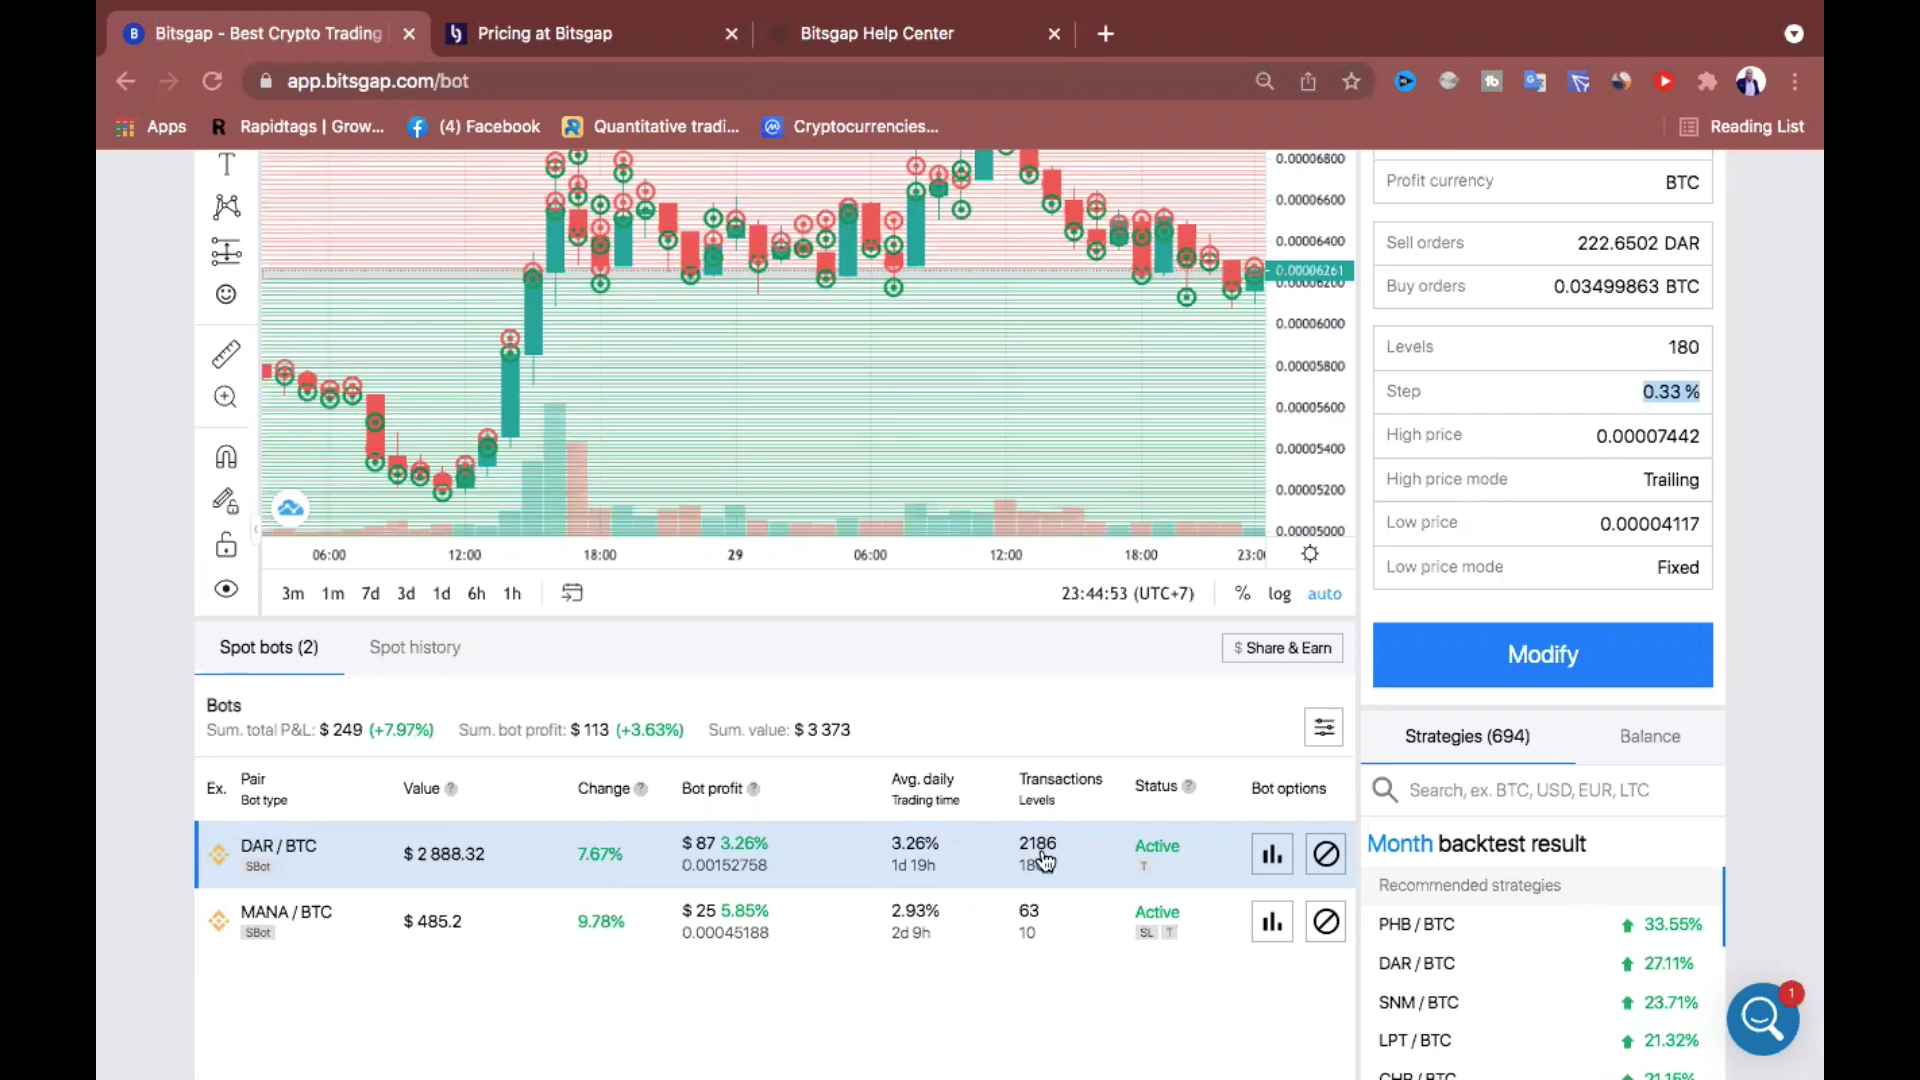 Bitsgap - Best Crypto Trading
Pricing at Bitsgap
Bitsgap Help Center
app.bitsgap.com/bot
Apps
Rapidtags | Grow...
(4) Facebook
Quantitative tradi...
Cryptocurrencies...
Reading List
0.00006800
0.00006600
0.00006400
0.00006261
0.00006200
0.00006000
0.00005800
0.00005600
0.00005400
0.00005200
0.00005000
06:00 12:00 18:00 29 06:00 12:00 18:00 23:0
3m 1m 7d 3d 1d 6h 1h
23:44:53 (UTC+7) % log auto
Profit currency BTC
Sell orders 222.6502 DAR
Buy orders 0.03499863 BTC
Levels 180
Step 0.33 %
High price 0.00007442
High price mode Trailing
Low price 0.00004117
Low price mode Fixed
Modify
Spot bots (2) Spot history
$ Share & Earn
Bots
Sum. total P&L: $ 249 (+7.97%) Sum. bot profit: $ 113 (+3.63%) Sum. value: $ 3 373
Ex.
Pair
Bot type
Value ?
Change ?
Bot profit ?
Avg. daily
Trading time
Transactions
Levels
Status ?
Bot options
DAR / BTC
SBot
$ 2 888.32
7.67%
$ 87 3.26%
0.00152758
3.26%
1d 19h
2186
Active
T
MANA / BTC
SBot
$ 485.2
9.78%
$ 25 5.85%
0.00045188
2.93%
2d 9h
63
10
Active
SL T
Strategies (694) Balance
Search, ex. BTC, USD, EUR, LTC
Month backtest result
Recommended strategies
PHB / BTC 33.55%
DAR / BTC 27.11%
SNM / BTC 23.71%
LPT / BTC 21.32%
1